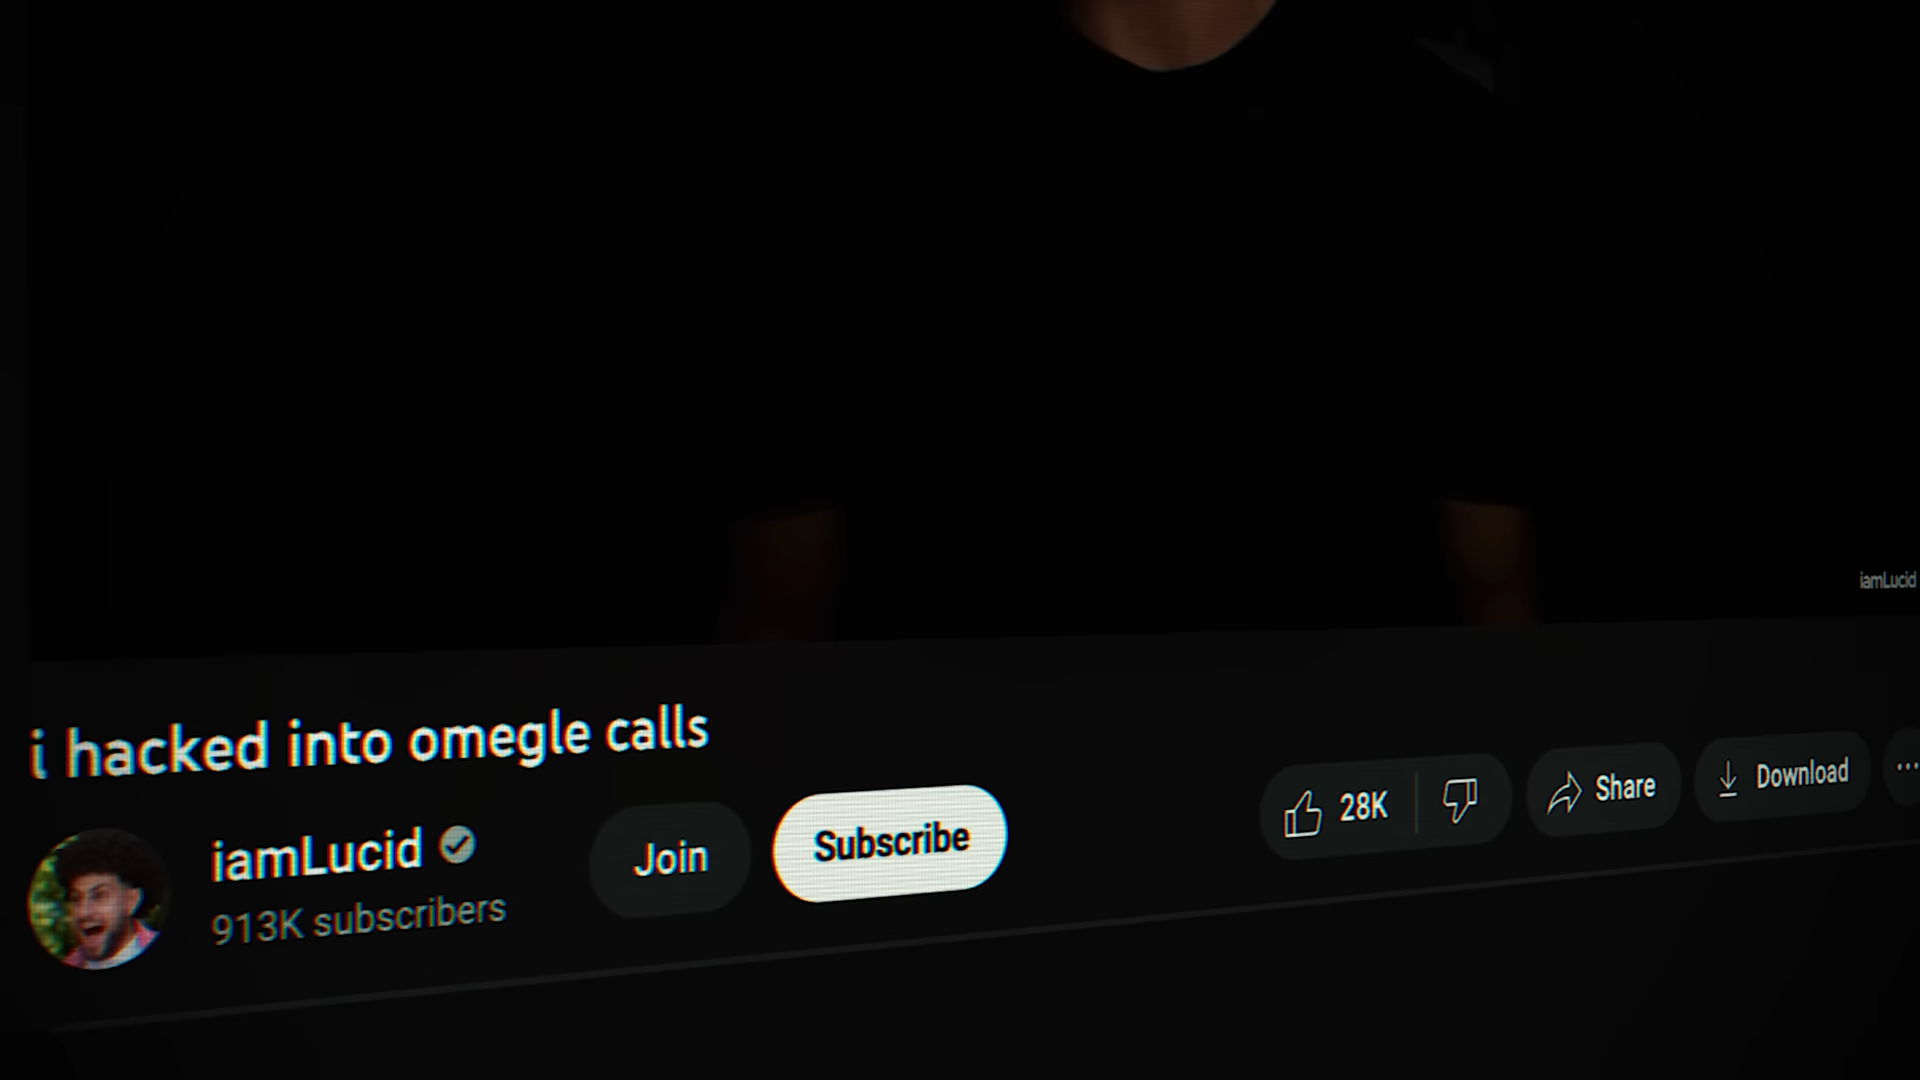 iamLucid
i hacked into omegle calls
iamLucid
913K subscribers
Join
Subscribe
28K
Share
Download